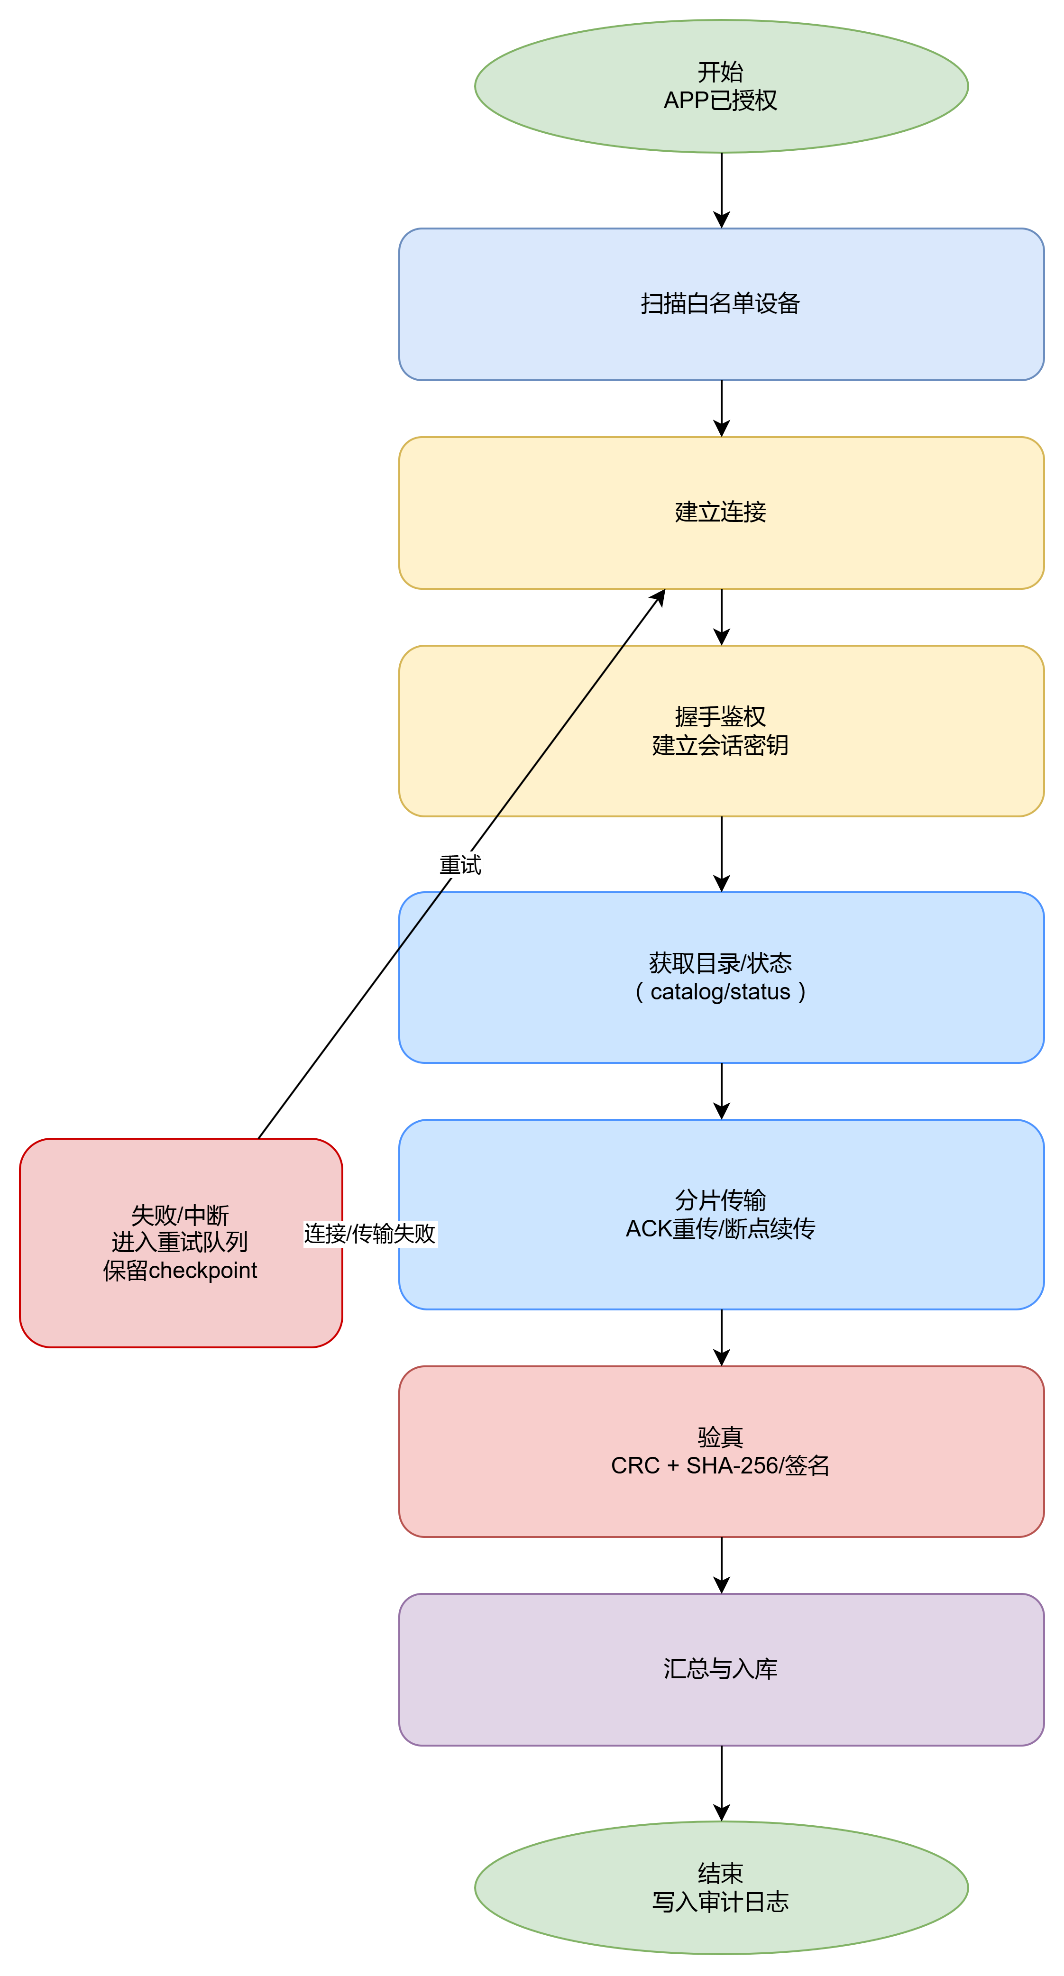 开始
APP已授权
扫描白名单设备
建立连接
握手鉴权
建立会话密钥
重试
获取目录/状态
（catalog/status）
失败/中断
进入重试队列
保留checkpoint
连接/传输失败
分片传输
ACK重传/断点续传
验真
CRC + SHA-256/签名
汇总与入库
结束
写入审计日志